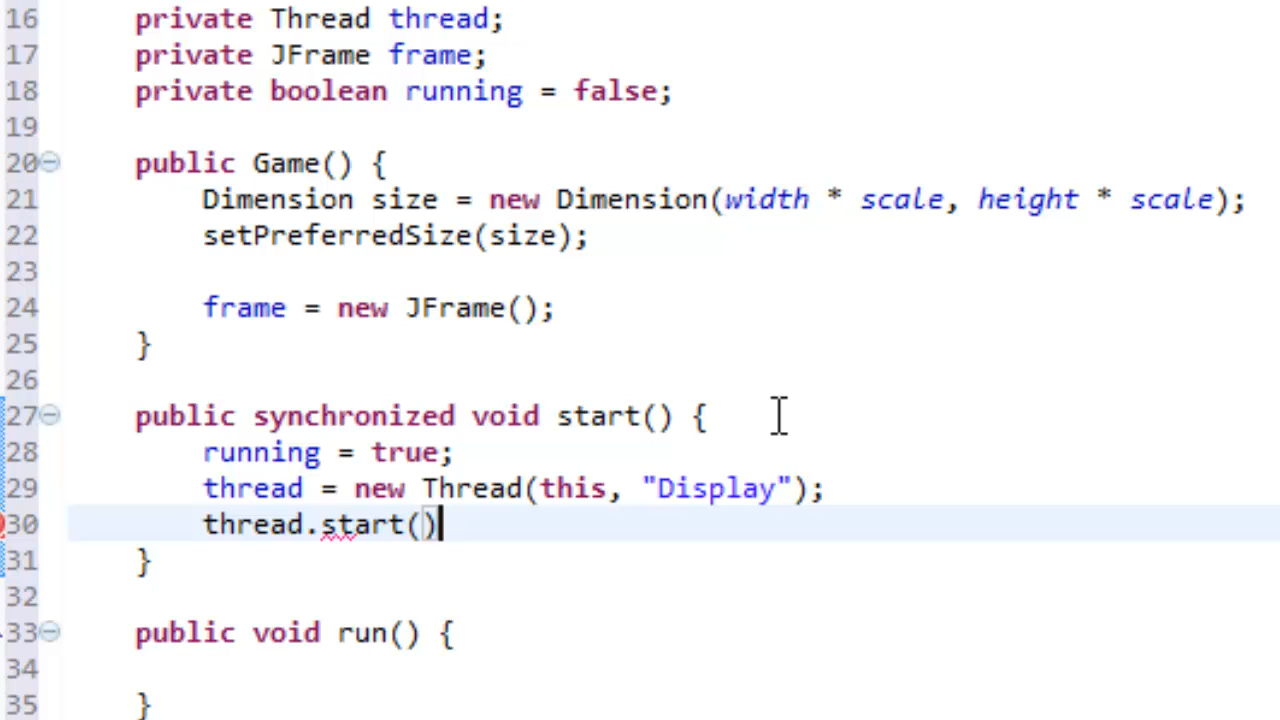 16 private Thread thread;
17 private JFrame frame;
18 private boolean running = false;
19
20 public Game() {
21 Dimension size = new Dimension(width * scale, height * scale);
22 setPreferredSize(size);
23
24 frame = new JFrame();
25 }
26
27 public synchronized void start() {
28 running = true;
29 thread = new Thread(this, "Display");
30 thread.start()
31 }
32
33 public void run() {
34
35 }